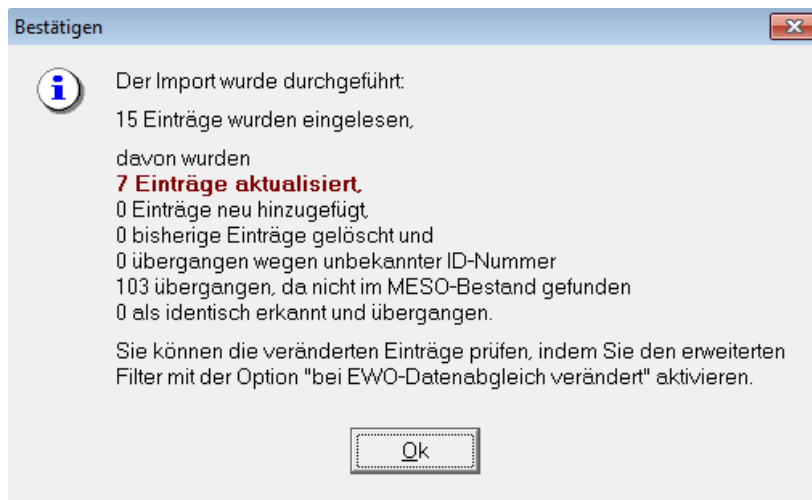 Bestätigen
Der Import wurde durchgeführt:
15 Einträge wurden eingelesen,
davon wurden
7 Einträge aktualisiert,
0 Einträge neu hinzugefügt,
0 bisherige Einträge gelöscht und
0 übergangen wegen unbekannter ID-Nummer
103 übergangen, da nicht im MESO-Bestand gefunden
0 als identisch erkannt und übergangen.
Sie können die veränderten Einträge prüfen, indem Sie den erweiterten
Filter mit der Option "bei EWO-Datenabgleich verändert" aktivieren.
Ok